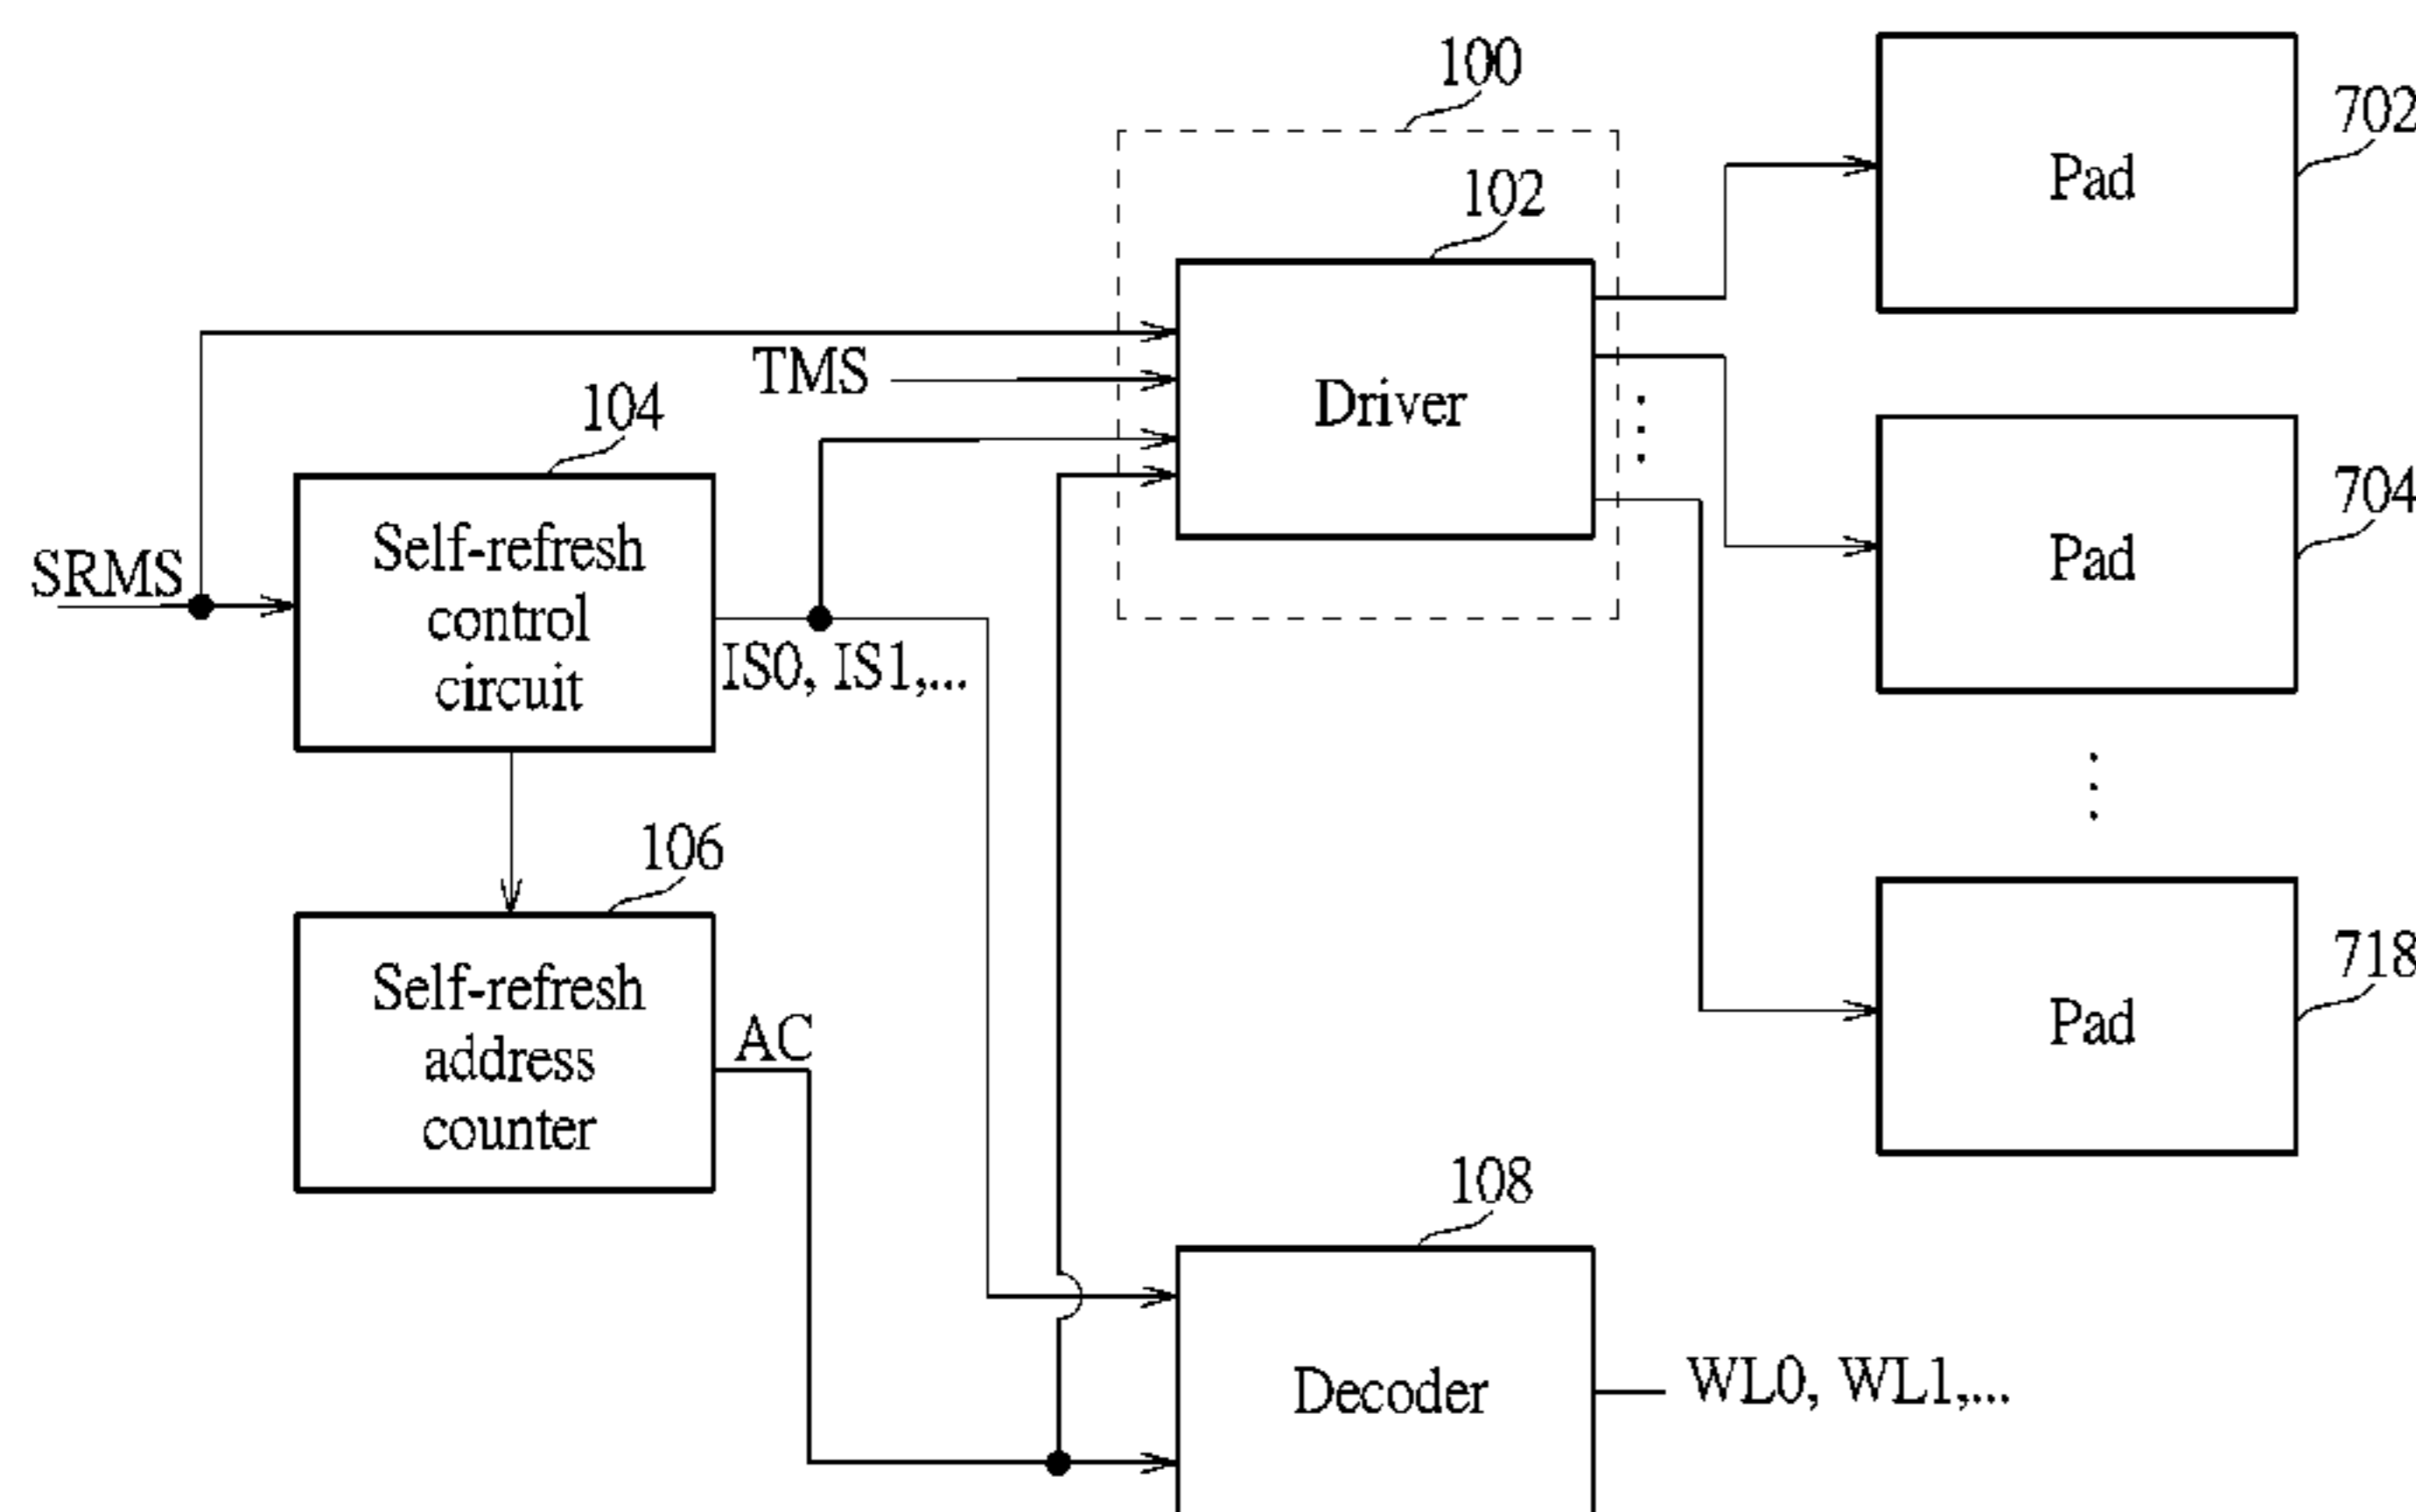 100
102
Driver
TMS
SRMS
104
Self-refresh
control
circuit
IS0, IS1,...
106
Self-refresh
address
counter
AC
108
Decoder
WL0, WL1,...
Pad
702
Pad
704
Pad
718